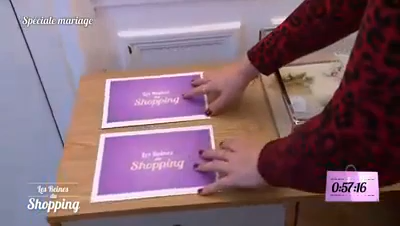 Spéciale mariage
Les Reines
du
Shopping
Les Reines
du
Shopping
Les Reines
du
Shopping
0:57:16